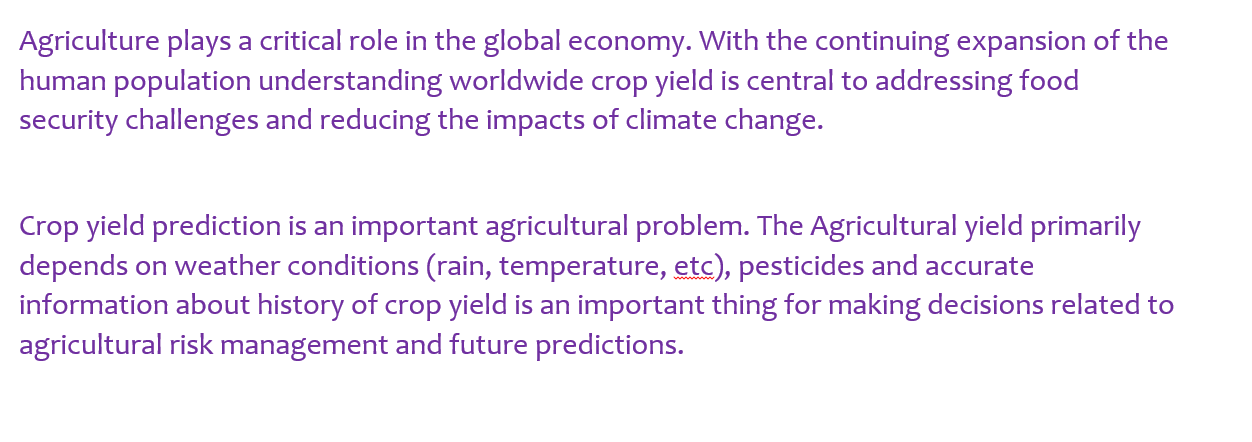 Agriculture plays a critical role in the global economy. With the continuing expansion of the
human population understanding worldwide crop yield is central to addressing food
security challenges and reducing the impacts of climate change.
Crop yield prediction is an important agricultural problem. The Agricultural yield primarily
depends on weather conditions (rain, temperature, etc), pesticides and accurate
information about history of crop yield is an important thing for making decisions related to
agricultural risk management and future predictions.